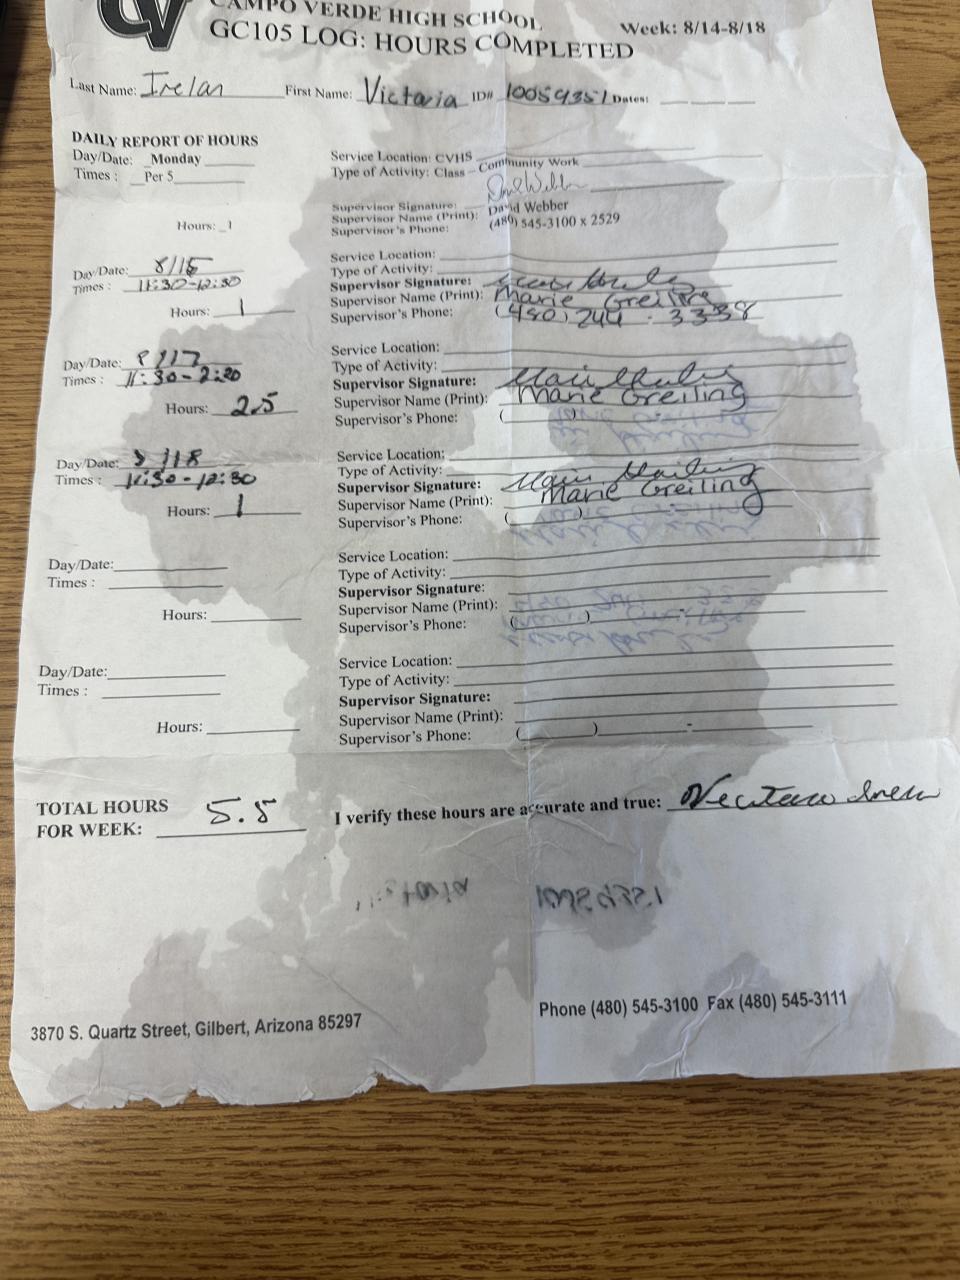 CV
CAMPO VERDE HIGH SCHOOL
GC105 LOG: HOURS COMPLETED
Week: 8/14-8/18
Last Name: Irelan First Name: Victoria ID# 10059351 Dates:
DAILY REPORT OF HOURS
Day/Date: Monday
Times : Per 5
Hours: 1
Service Location: CVHS
Type of Activity: Class – Community Work
Supervisor Signature:
Supervisor Name (Print): David Webber
Supervisor's Phone: (480) 545-3100 x 2529
Day/Date: 8/15
Times : 11:30-12:30
Hours: 1
Service Location:
Type of Activity:
Supervisor Signature:
Supervisor Name (Print): Marie Greiling
Supervisor's Phone: (480) 244 - 3338
Day/Date: 8/17
Times : 11:30-2:20
Hours: 2.5
Service Location:
Type of Activity:
Supervisor Signature:
Supervisor Name (Print): Marie Greiling
Supervisor's Phone: ( )
Day/Date: 8/18
Times : 11:30-12:30
Hours: 1
Service Location:
Type of Activity:
Supervisor Signature:
Supervisor Name (Print): Marie Greiling
Supervisor's Phone: ( )
Day/Date:
Times :
Hours:
Service Location:
Type of Activity:
Supervisor Signature:
Supervisor Name (Print):
Supervisor's Phone: ( ) -
Day/Date:
Times :
Hours:
Service Location:
Type of Activity:
Supervisor Signature:
Supervisor Name (Print):
Supervisor's Phone: ( ) -
TOTAL HOURS
FOR WEEK: 5.5
I verify these hours are accurate and true:
3870 S. Quartz Street, Gilbert, Arizona 85297
Phone (480) 545-3100 Fax (480) 545-3111